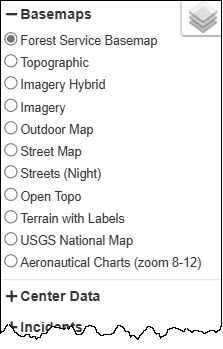 Basemaps
Forest Service Basemap
Topographic
Imagery Hybrid
Imagery
Outdoor Map
Street Map
Streets (Night)
Open Topo
Terrain with Labels
USGS National Map
Aeronautical Charts (zoom 8-12)
Center Data
Incidents